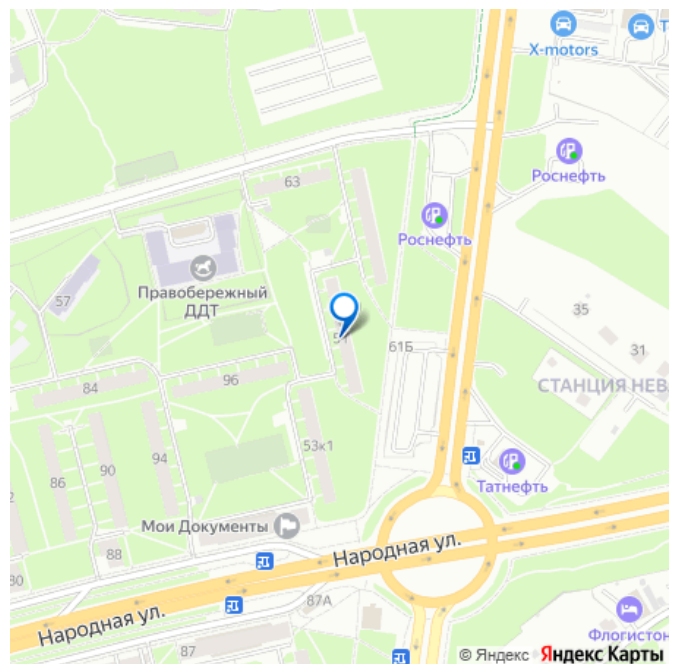 X-motors
Т
Роснефть
63
Роснефть
Правобережный
ДДТ
57
35
61Б
31
СТАНЦИЯ НЕВ
96
84
53к1
94
90
86
Татнефть
Мои Документы
88
Народная ул.
80
87А
Народная ул.
87
Флогистон
© Яндекс Яндекс Карты